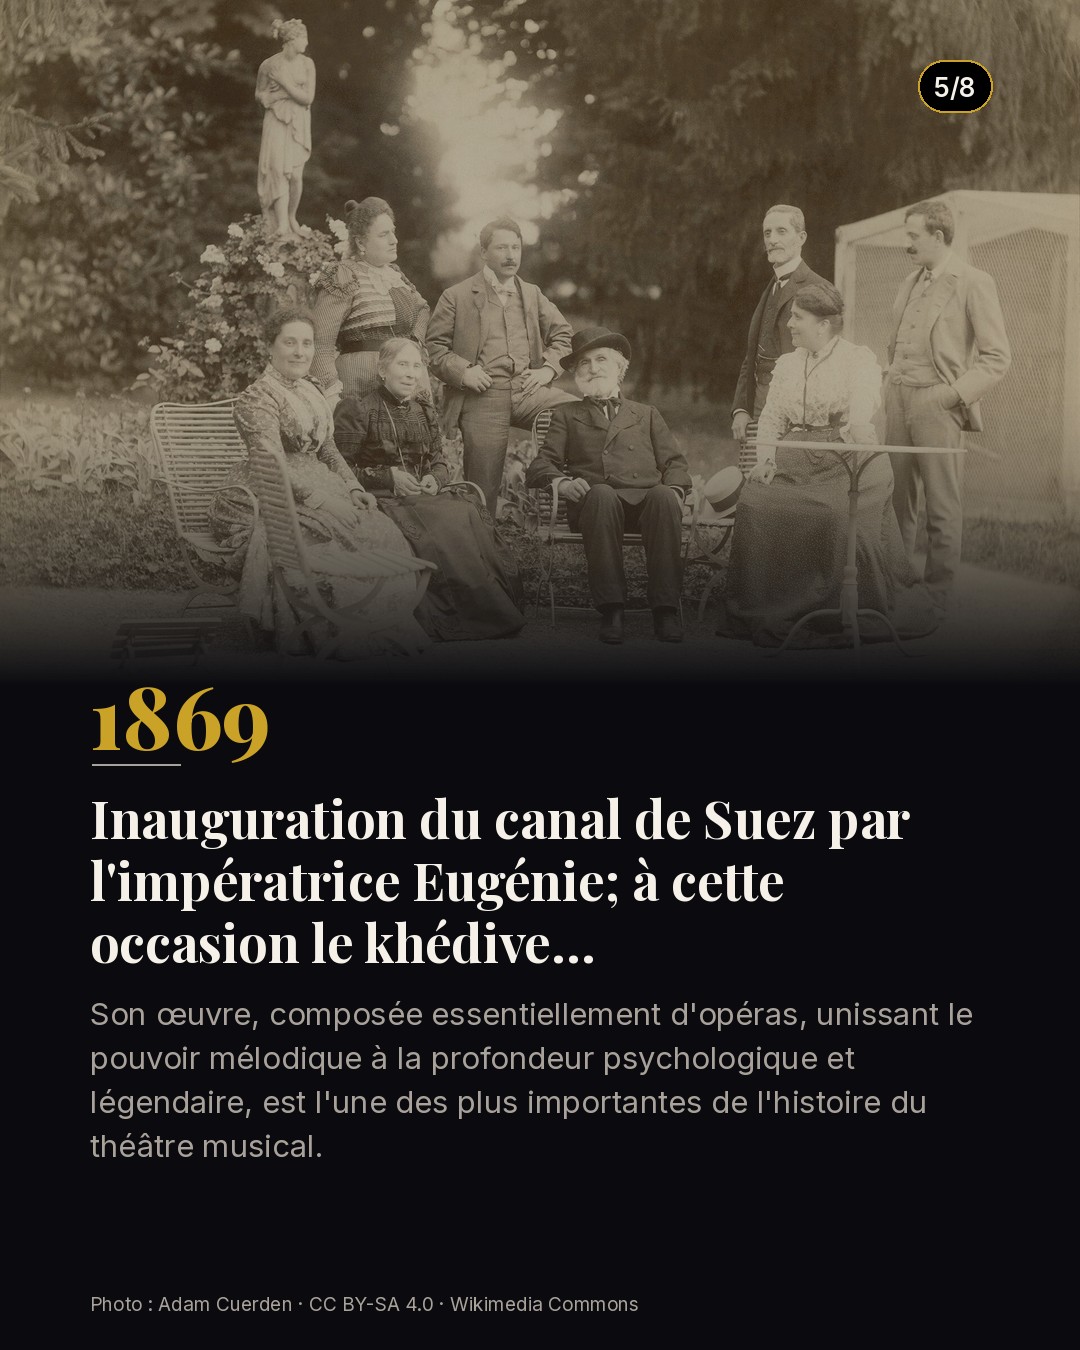 5/8
1869
Inauguration du canal de Suez par
l'impératrice Eugénie; à cette
occasion le khédive...
Son œuvre, composée essentiellement d'opéras, unissant le
pouvoir mélodique à la profondeur psychologique et
légendaire, est l'une des plus importantes de l'histoire du
théâtre musical.
Photo : Adam Cuerden · CC BY-SA 4.0 · Wikimedia Commons